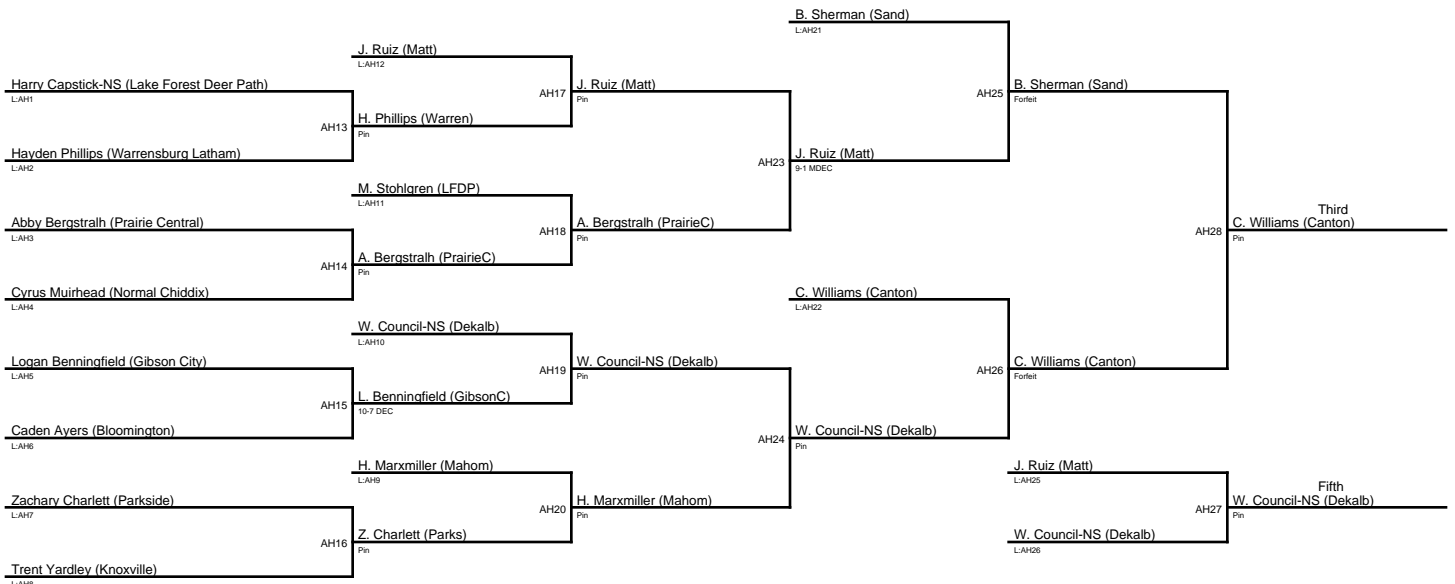 B. Sherman (Sand)
L:AH21
J. Ruiz (Matt)
L:AH12
Harry Capstick-NS (Lake Forest Deer Path)
L:AH1
AH17
J. Ruiz (Matt)
Pin
AH25
B. Sherman (Sand)
Forfeit
AH13
H. Phillips (Warren)
Pin
Hayden Phillips (Warrensburg Latham)
L:AH2
AH23
J. Ruiz (Matt)
9-1 MDEC
M. Stohlgren (LFDP)
L:AH11
Abby Bergstralh (Prairie Central)
L:AH3
AH18
A. Bergstralh (PrairieC)
Pin
AH28
Third
C. Williams (Canton)
Pin
AH14
A. Bergstralh (PrairieC)
Pin
Cyrus Muirhead (Normal Chiddix)
L:AH4
C. Williams (Canton)
L:AH22
W. Council-NS (Dekalb)
L:AH10
Logan Benningfield (Gibson City)
L:AH5
AH19
W. Council-NS (Dekalb)
Pin
AH26
C. Williams (Canton)
Forfeit
AH15
L. Benningfield (GibsonC)
10-7 DEC
Caden Ayers (Bloomington)
L:AH6
AH24
W. Council-NS (Dekalb)
Pin
H. Marxmiller (Mahom)
L:AH9
J. Ruiz (Matt)
L:AH25
Zachary Charlett (Parkside)
L:AH7
AH20
H. Marxmiller (Mahom)
Pin
AH27
Fifth
W. Council-NS (Dekalb)
Pin
AH16
Z. Charlett (Parks)
Pin
W. Council-NS (Dekalb)
L:AH26
Trent Yardley (Knoxville)
L:AH8